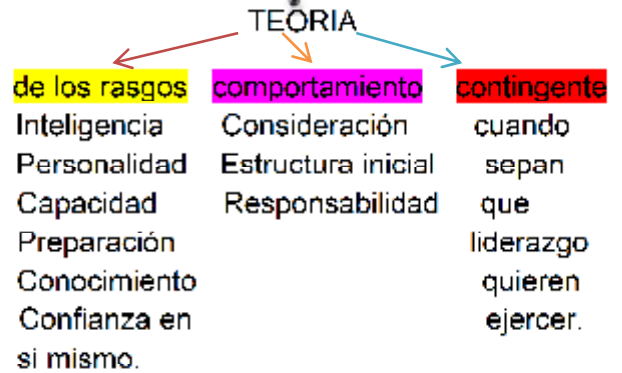 TEORIA
de los rasgos
Inteligencia
Personalidad
Capacidad
Preparación
Conocimiento
Confianza en
si mismo.
comportamiento
Consideración
Estructura inicial
Responsabilidad
contingente
cuando
sepan
que
liderazgo
quieren
ejercer.